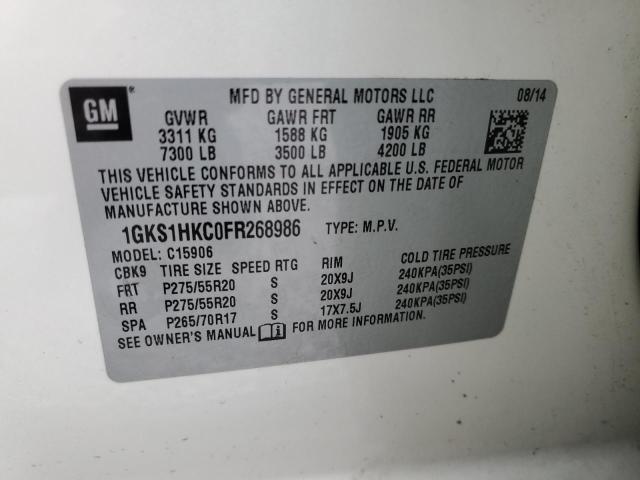 GM
MFD BY GENERAL MOTORS LLC 08/14
GVWR GAWR FRT GAWR RR
3311 KG 1588 KG 1905 KG
7300 LB 3500 LB 4200 LB
THIS VEHICLE CONFORMS TO ALL APPLICABLE U.S. FEDERAL MOTOR
VEHICLE SAFETY STANDARDS IN EFFECT ON THE DATE OF
MANUFACTURE SHOWN ABOVE.
1GKS1HKC0FR268986 TYPE: M.P.V.
MODEL: C15906
CBK9 TIRE SIZE SPEED RTG RIM COLD TIRE PRESSURE
FRT P275/55R20 S 20X9J 240KPA(35PSI)
RR P275/55R20 S 20X9J 240KPA(35PSI)
SPA P265/70R17 S 17X7.5J 240KPA(35PSI)
SEE OWNER'S MANUAL FOR MORE INFORMATION.